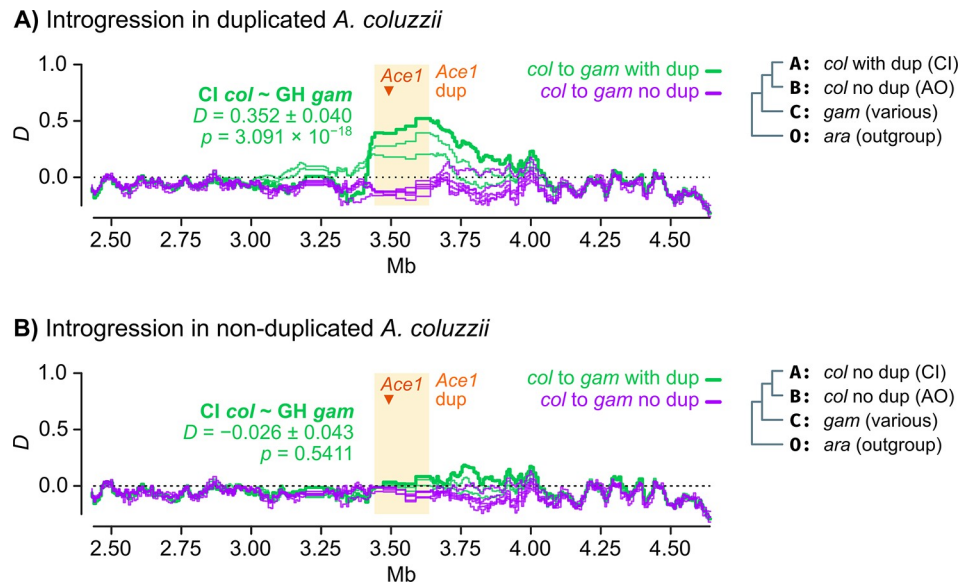 A) Introgression in duplicated A. coluzzii
1.0
0.5
0.0
D
CI col ~ GH gam
D = 0.352 ± 0.040
p = 3.091 × 10⁻¹⁸
Ace1
Ace1
dup
col to gam with dup
col to gam no dup
A: col with dup (CI)
B: col no dup (AO)
C: gam (various)
O: ara (outgroup)
2.50 2.75 3.00 3.25 3.50 3.75 4.00 4.25 4.50
Mb
B) Introgression in non-duplicated A. coluzzii
1.0
0.5
0.0
D
CI col ~ GH gam
D = −0.026 ± 0.043
p = 0.5411
Ace1
Ace1
dup
col to gam with dup
col to gam no dup
A: col no dup (CI)
B: col no dup (AO)
C: gam (various)
O: ara (outgroup)
2.50 2.75 3.00 3.25 3.50 3.75 4.00 4.25 4.50
Mb